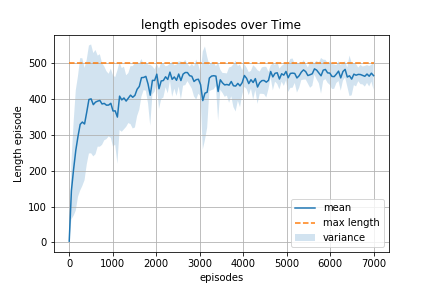 length episodes over Time
Length episode
500
400
300
200
100
0
0 1000 2000 3000 4000 5000 6000 7000
episodes
mean
max length
variance